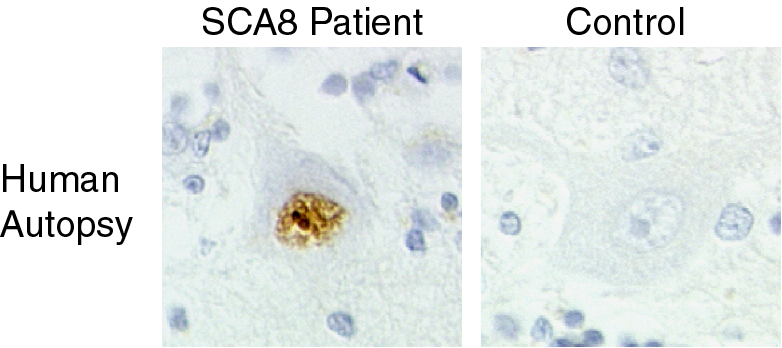 SCA8 Patient
Control
Human
Autopsy